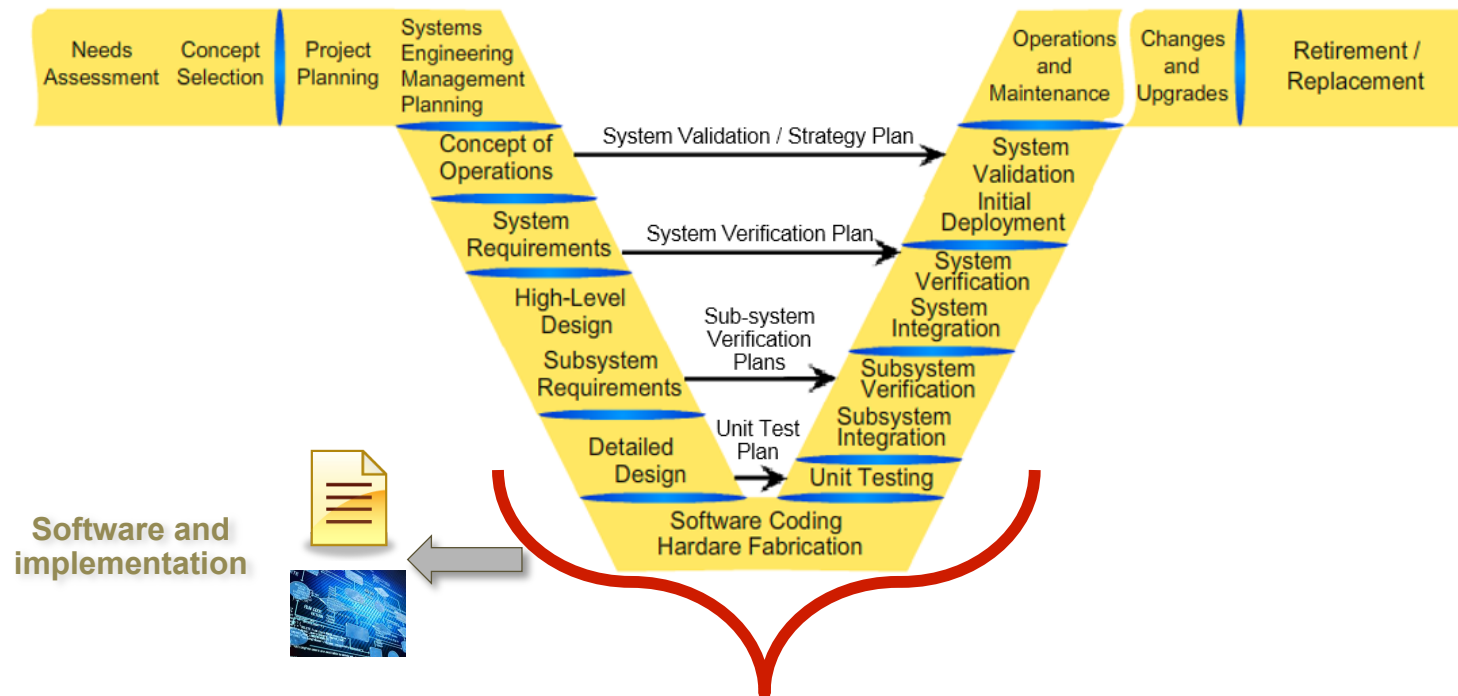 Needs
Assessment
Concept
Selection
Project
Planning
Systems
Engineering
Management
Planning
Operations
and
Maintenance
Changes
and
Upgrades
Retirement /
Replacement
Concept of
Operations
System Validation / Strategy Plan
System
Validation
Initial
Deployment
System
Requirements
System Verification Plan
System
Verification
System
Integration
High-Level
Design
Subsystem
Requirements
Sub-system
Verification
Plans
Subsystem
Verification
Subsystem
Integration
Detailed
Design
Unit Test
Plan
Unit Testing
Software Coding
Hardare Fabrication
Software and
implementation